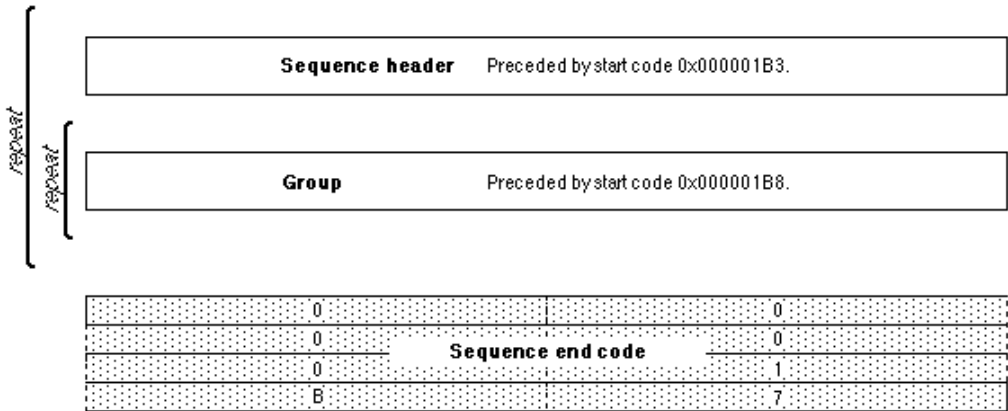 Sequence header Preceded by start code 0x000001B3.
repeat
repeat
Group Preceded by start code 0x000001B8.
0 0
0 0
Sequence end code
0 1
B 7